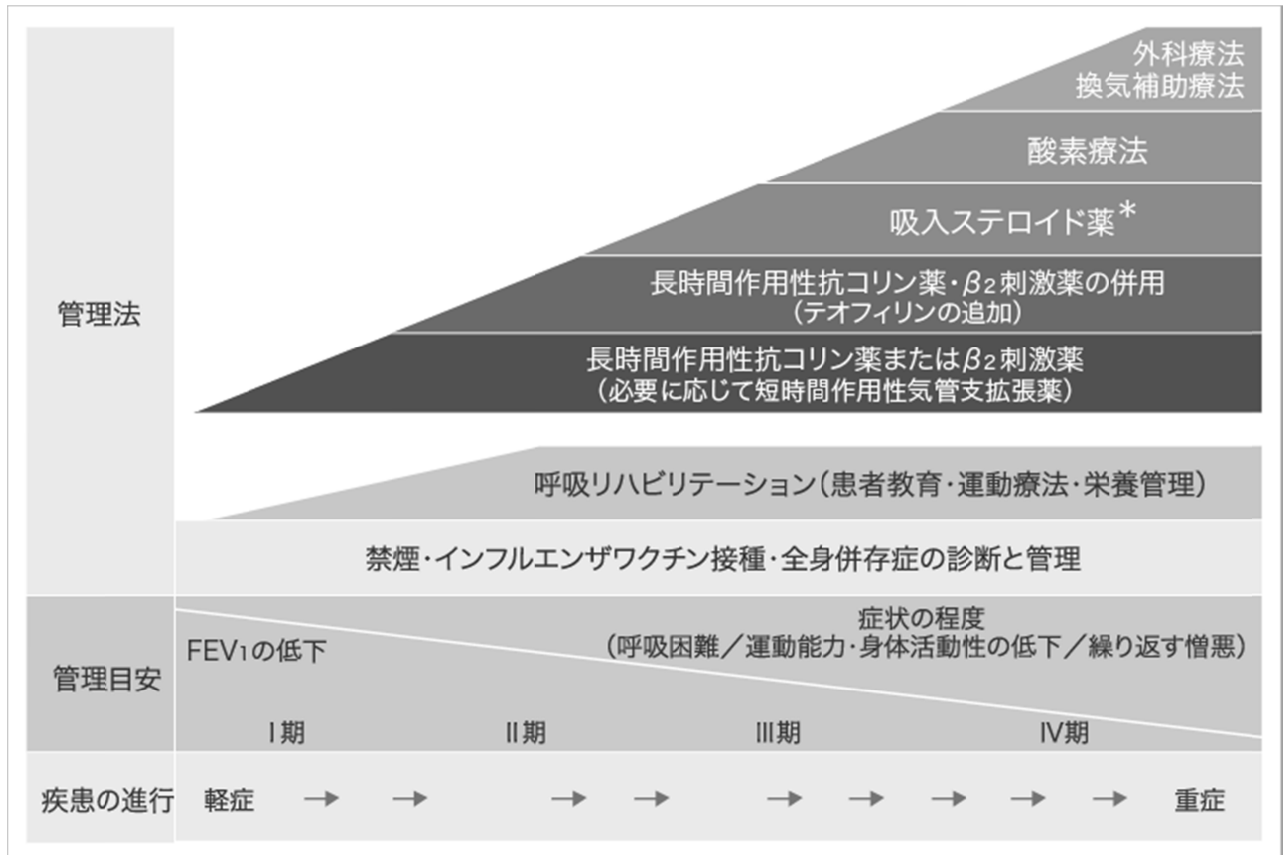 外科療法
換気補助療法
酸素療法
吸入ステロイド薬*
管理法
長時間作用性抗コリン薬・β2刺激薬の併用
（テオフィリンの追加）
長時間作用性抗コリン薬またはβ2刺激薬
（必要に応じて短時間作用性気管支拡張薬）
呼吸リハビリテーション（患者教育・運動療法・栄養管理）
禁煙・インフルエンザワクチン接種・全身併存症の診断と管理
管理目安
FEV1の低下
症状の程度
（呼吸困難／運動能力・身体活動性の低下／繰り返す憎悪）
I期 II期 III期 IV期
疾患の進行 軽症 → → → → → → → → → 重症